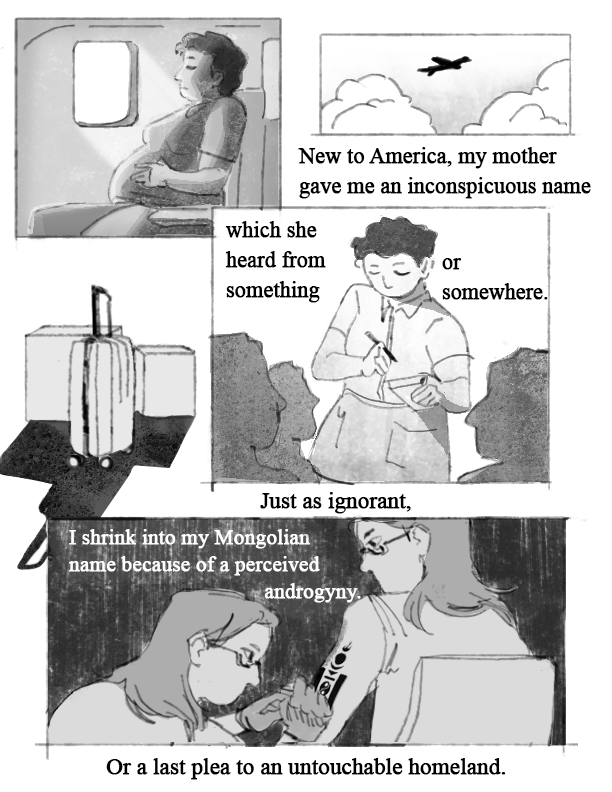 New to America, my mother
gave me an inconspicuous name
which she
heard from
something
or
somewhere.
Just as ignorant,
I shrink into my Mongolian
name because of a perceived
androgyny.
Or a last plea to an untouchable homeland.